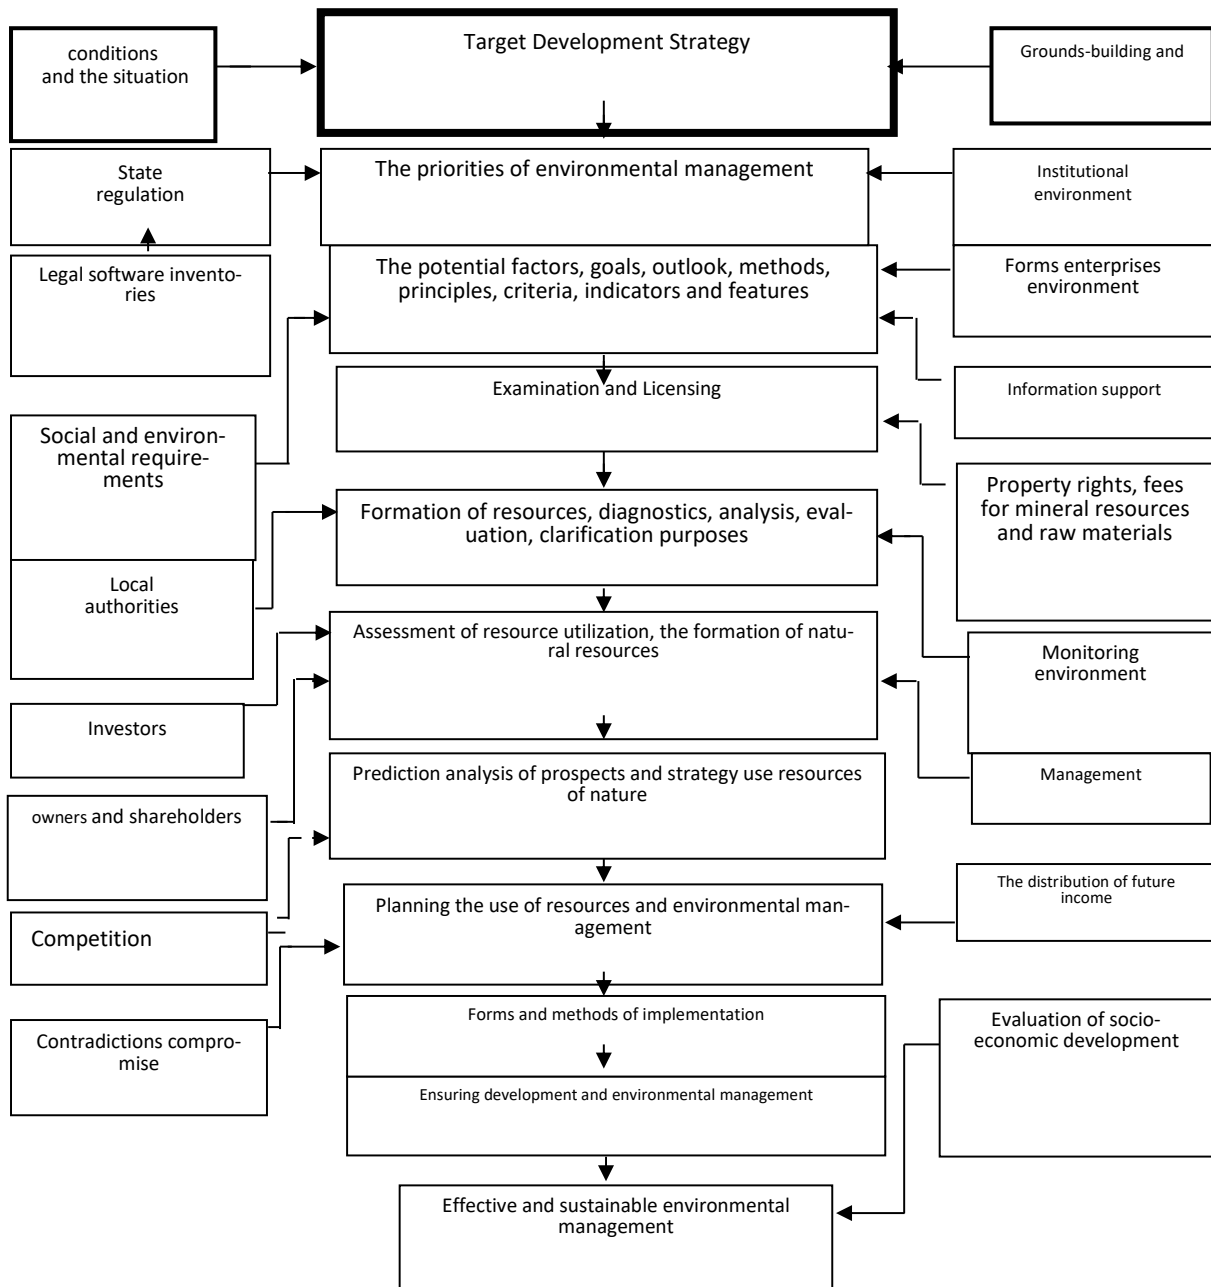 Target Development Strategy
conditions
and the situation
Grounds-building and
State
regulation
The priorities of environmental management
Institutional
environment
Legal software invento-
ries
The potential factors, goals, outlook, methods,
principles, criteria, indicators and features
Forms enterprises
environment
Examination and Licensing
Information support
Social and environ-
mental require-
ments
Property rights, fees
for mineral resources
and raw materials
Formation of resources, diagnostics, analysis, eval-
uation, clarification purposes
Local
authorities
Assessment of resource utilization, the formation of natu-
ral resources
Monitoring
environment
Investors
Prediction analysis of prospects and strategy use resources
of nature
Management
owners and shareholders
The distribution of future
income
Planning the use of resources and environmental man-
agement
Competition
Forms and methods of implementation
Evaluation of socio-
economic development
Contradictions compro-
mise
Ensuring development and environmental management
Effective and sustainable environmental
management